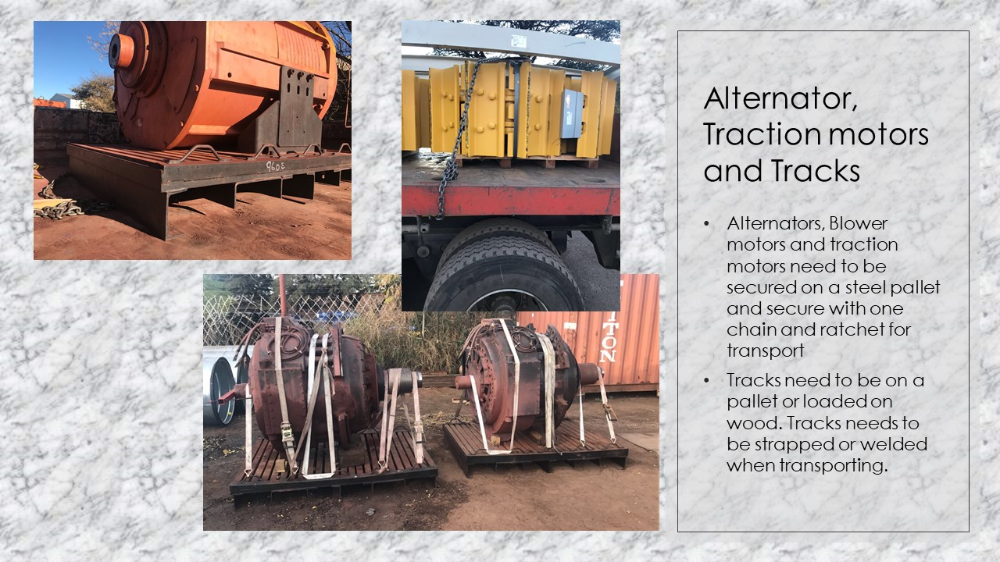 960E
TON
Alternator,
Traction motors
and Tracks
• Alternators, Blower
motors and traction
motors need to be
secured on a steel pallet
and secure with one
chain and ratchet for
transport
• Tracks need to be on a
pallet or loaded on
wood. Tracks needs to
be strapped or welded
when transporting.